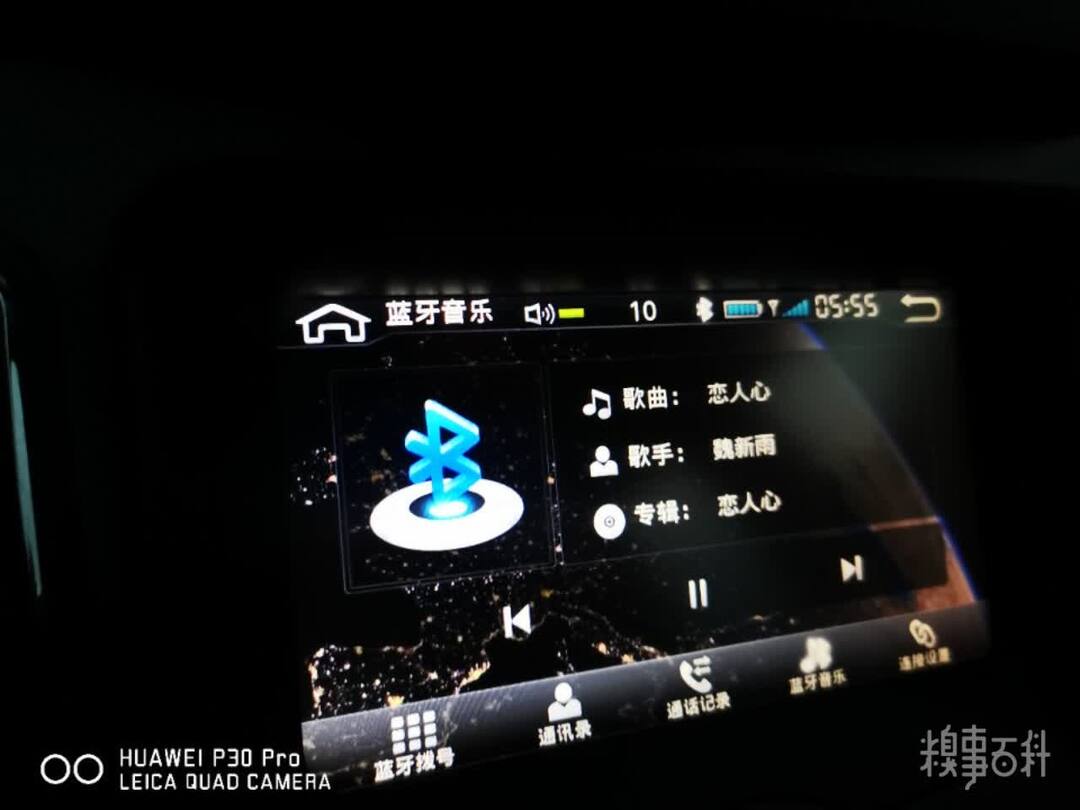 蓝牙音乐 10 05:55
歌曲： 恋人心
歌手： 魏新雨
专辑： 恋人心
蓝牙拨号 通讯录 通话记录 蓝牙音乐 连接设置
HUAWEI P30 Pro
LEICA QUAD CAMERA
糗事百科